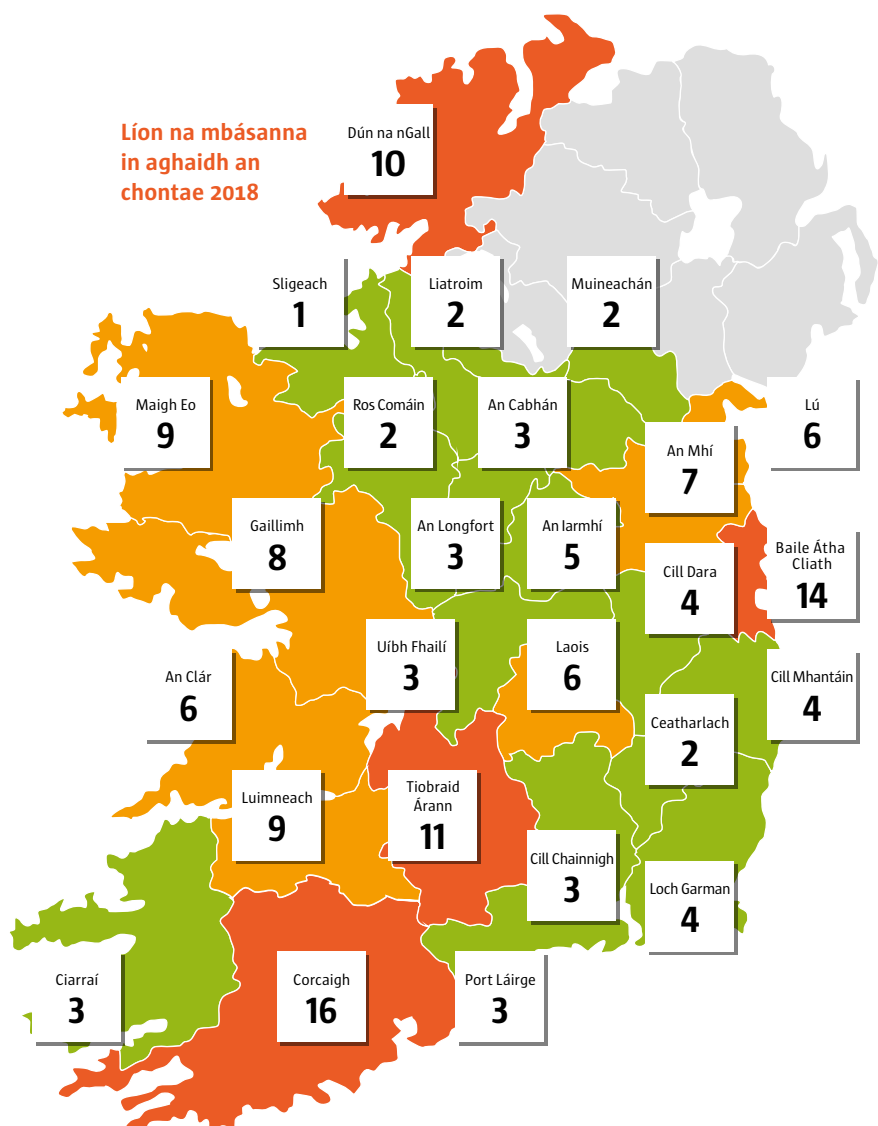 Líon na mbásanna
in aghaidh an
chontae 2018
Dún na nGall
10
Sligeach
1
Liatroim
2
Muineachán
2
Maigh Eo
9
Ros Comáin
2
An Cabhán
3
Lú
6
An Mhí
7
Gaillimh
8
An Longfort
3
An Iarmhí
5
Cill Dara
4
Baile Átha
Cliath
14
Uíbh Fhailí
3
Laois
6
An Clár
6
Cill Mhantáin
4
Ceatharlach
2
Luimneach
9
Tiobraid
Árann
11
Cill Chainnigh
3
Loch Garman
4
Ciarraí
3
Corcaigh
16
Port Láirge
3